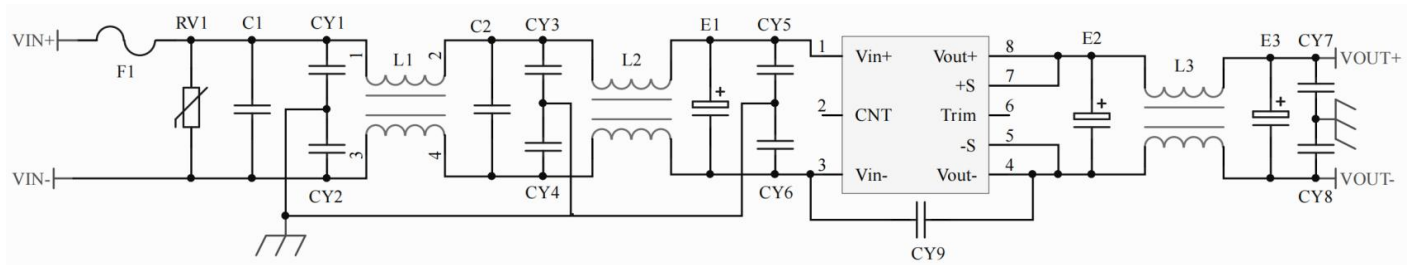 RV1 C1 CY1 C2 CY3 E1 CY5
VIN+
F1
1 L1 2
L2
1 Vin+ Vout+ 8
+S 7
2 CNT Trim 6
-S 5
3 Vin- Vout- 4
E2
L3
E3 CY7
VOUT+
+
+
+
3 4
VIN-
CY2 CY4 CY6
VOUT-
CY8
CY9